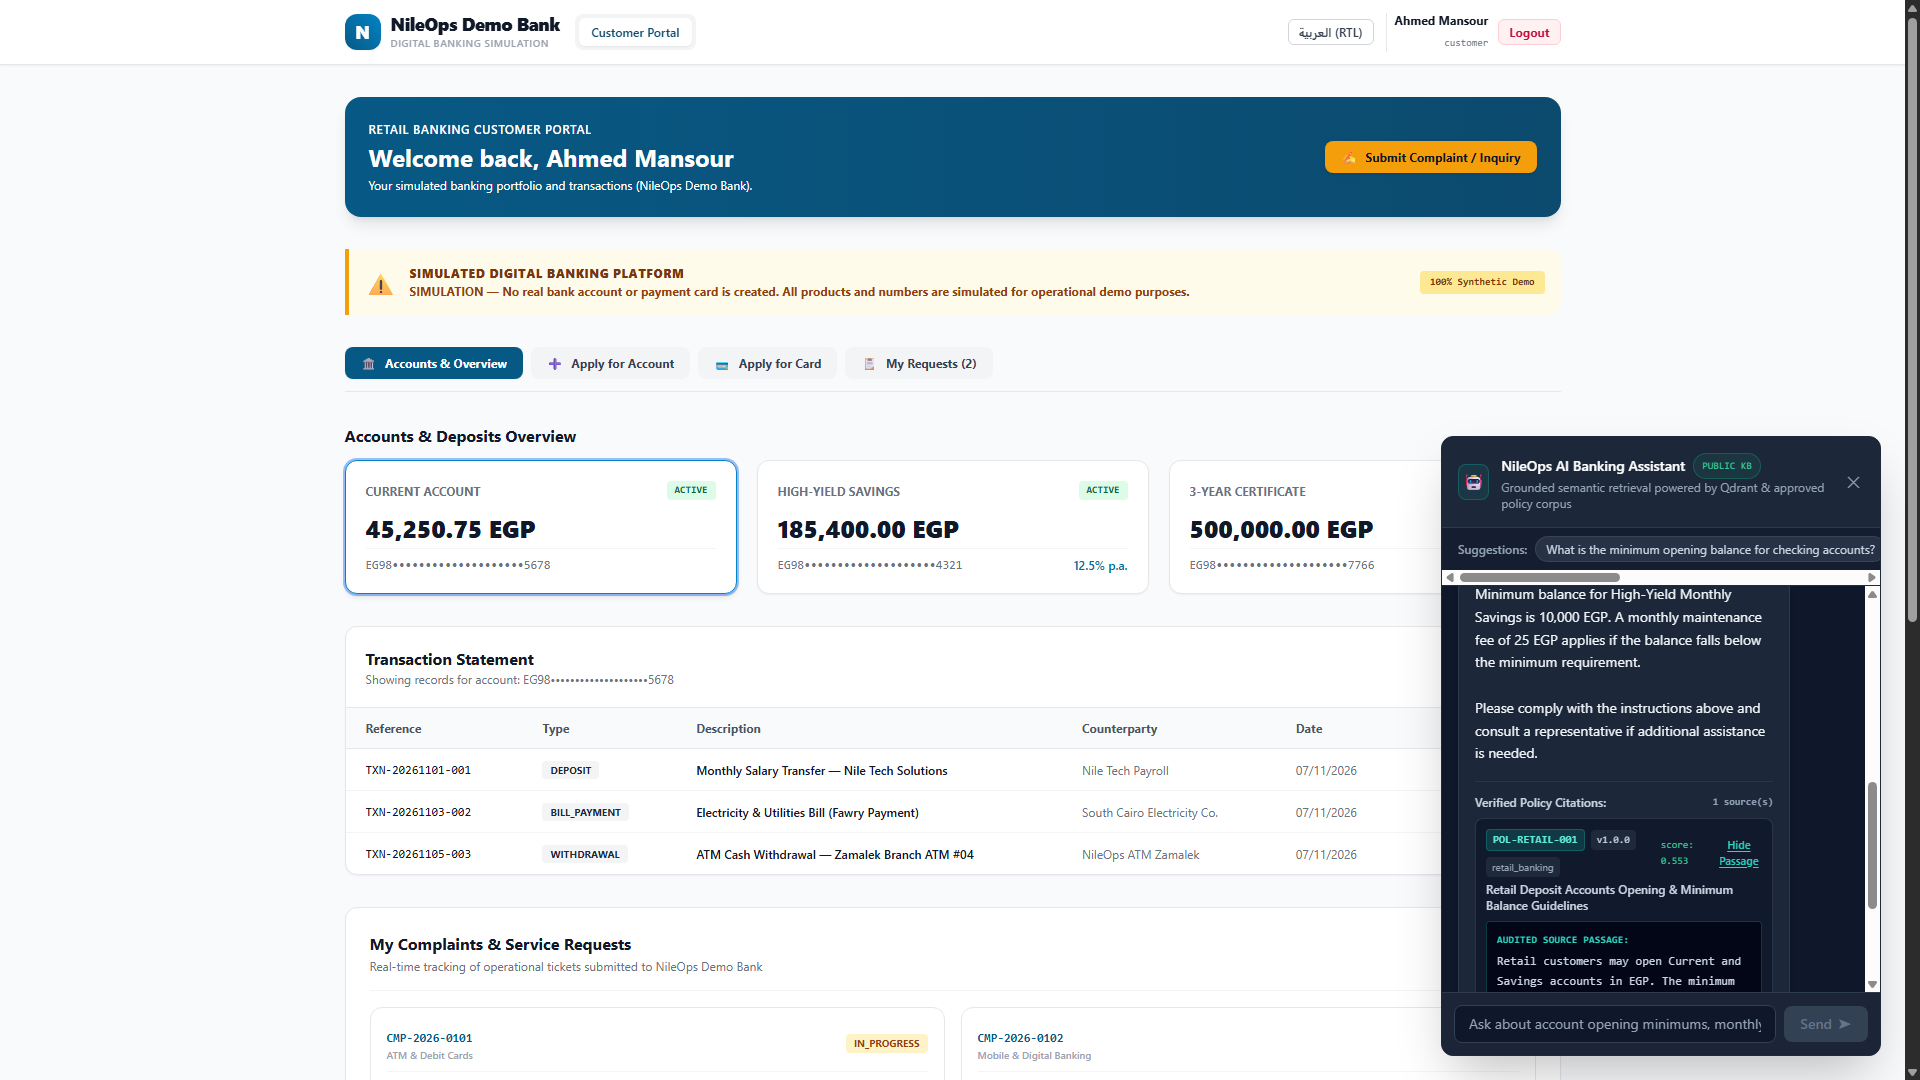 N
NileOps Demo Bank
DIGITAL BANKING SIMULATION
Customer Portal
العربية (RTL)
Ahmed Mansour
customer
Logout
RETAIL BANKING CUSTOMER PORTAL
Welcome back, Ahmed Mansour
Your simulated banking portfolio and transactions (NileOps Demo Bank).
Submit Complaint / Inquiry
SIMULATED DIGITAL BANKING PLATFORM
SIMULATION — No real bank account or payment card is created. All products and numbers are simulated for operational demo purposes.
100% Synthetic Demo
Accounts & Overview
Apply for Account
Apply for Card
My Requests (2)
Accounts & Deposits Overview
CURRENT ACCOUNT
ACTIVE
45,250.75 EGP
EG98••••••••••••••••••••5678
HIGH-YIELD SAVINGS
ACTIVE
185,400.00 EGP
EG98••••••••••••••••••••4321
12.5% p.a.
3-YEAR CERTIFICATE
500,000.00 EGP
EG98••••••••••••••••••••7766
Transaction Statement
Showing records for account: EG98••••••••••••••••••••5678
Reference Type Description Counterparty Date
TXN-20261101-001 DEPOSIT Monthly Salary Transfer — Nile Tech Solutions Nile Tech Payroll 07/11/2026
TXN-20261103-002 BILL_PAYMENT Electricity & Utilities Bill (Fawry Payment) South Cairo Electricity Co. 07/11/2026
TXN-20261105-003 WITHDRAWAL ATM Cash Withdrawal — Zamalek Branch ATM #04 NileOps ATM Zamalek 07/11/2026
My Complaints & Service Requests
Real-time tracking of operational tickets submitted to NileOps Demo Bank
CMP-2026-0101
ATM & Debit Cards
IN_PROGRESS
CMP-2026-0102
Mobile & Digital Banking
NileOps AI Banking Assistant
PUBLIC KB
Grounded semantic retrieval powered by Qdrant & approved
policy corpus
Suggestions:
What is the minimum opening balance for checking accounts?
Minimum balance for High-Yield Monthly
Savings is 10,000 EGP. A monthly maintenance
fee of 25 EGP applies if the balance falls below
the minimum requirement.
Please comply with the instructions above and
consult a representative if additional assistance
is needed.
Verified Policy Citations:
1 source(s)
POL-RETAIL-001
v1.0.0
retail_banking
score:
0.553
Hide
Passage
Retail Deposit Accounts Opening & Minimum
Balance Guidelines
AUDITED SOURCE PASSAGE:
Retail customers may open Current and
Savings accounts in EGP. The minimum
Ask about account opening minimums, monthly
Send